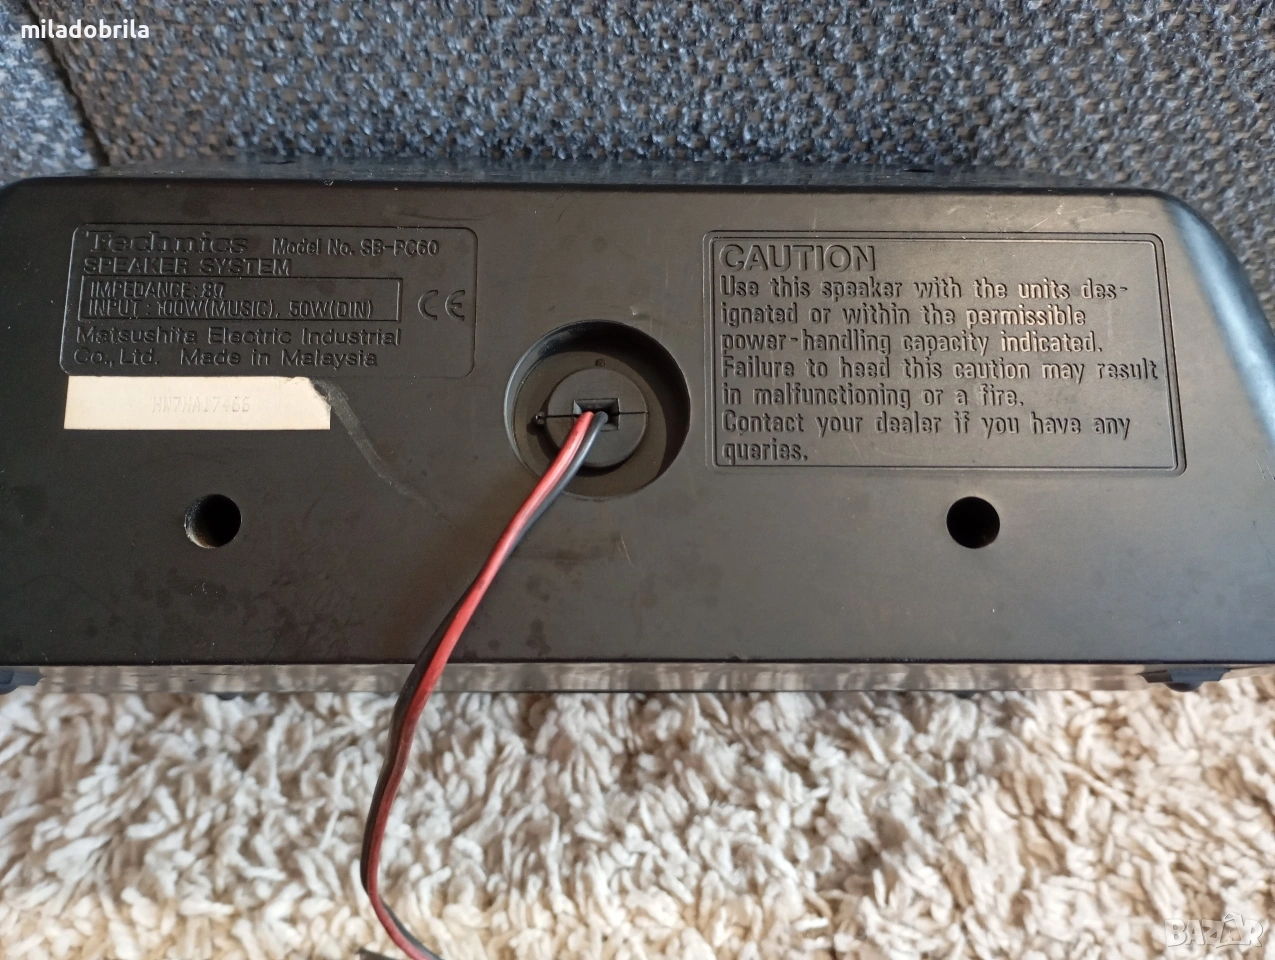 miladobrila
Technics Model No. SB-PC60
SPEAKER SYSTEM
IMPEDANCE: 8Ω
INPUT : 100W(MUSIC), 50W(DIN)
CE
Matsushita Electric Industrial
Co., Ltd. Made in Malaysia
CAUTION
Use this speaker with the units des-
ignated or within the permissible
power-handling capacity indicated.
Failure to heed this caution may result
in malfunctioning or a fire.
Contact your dealer if you have any
queries.
BAZAR